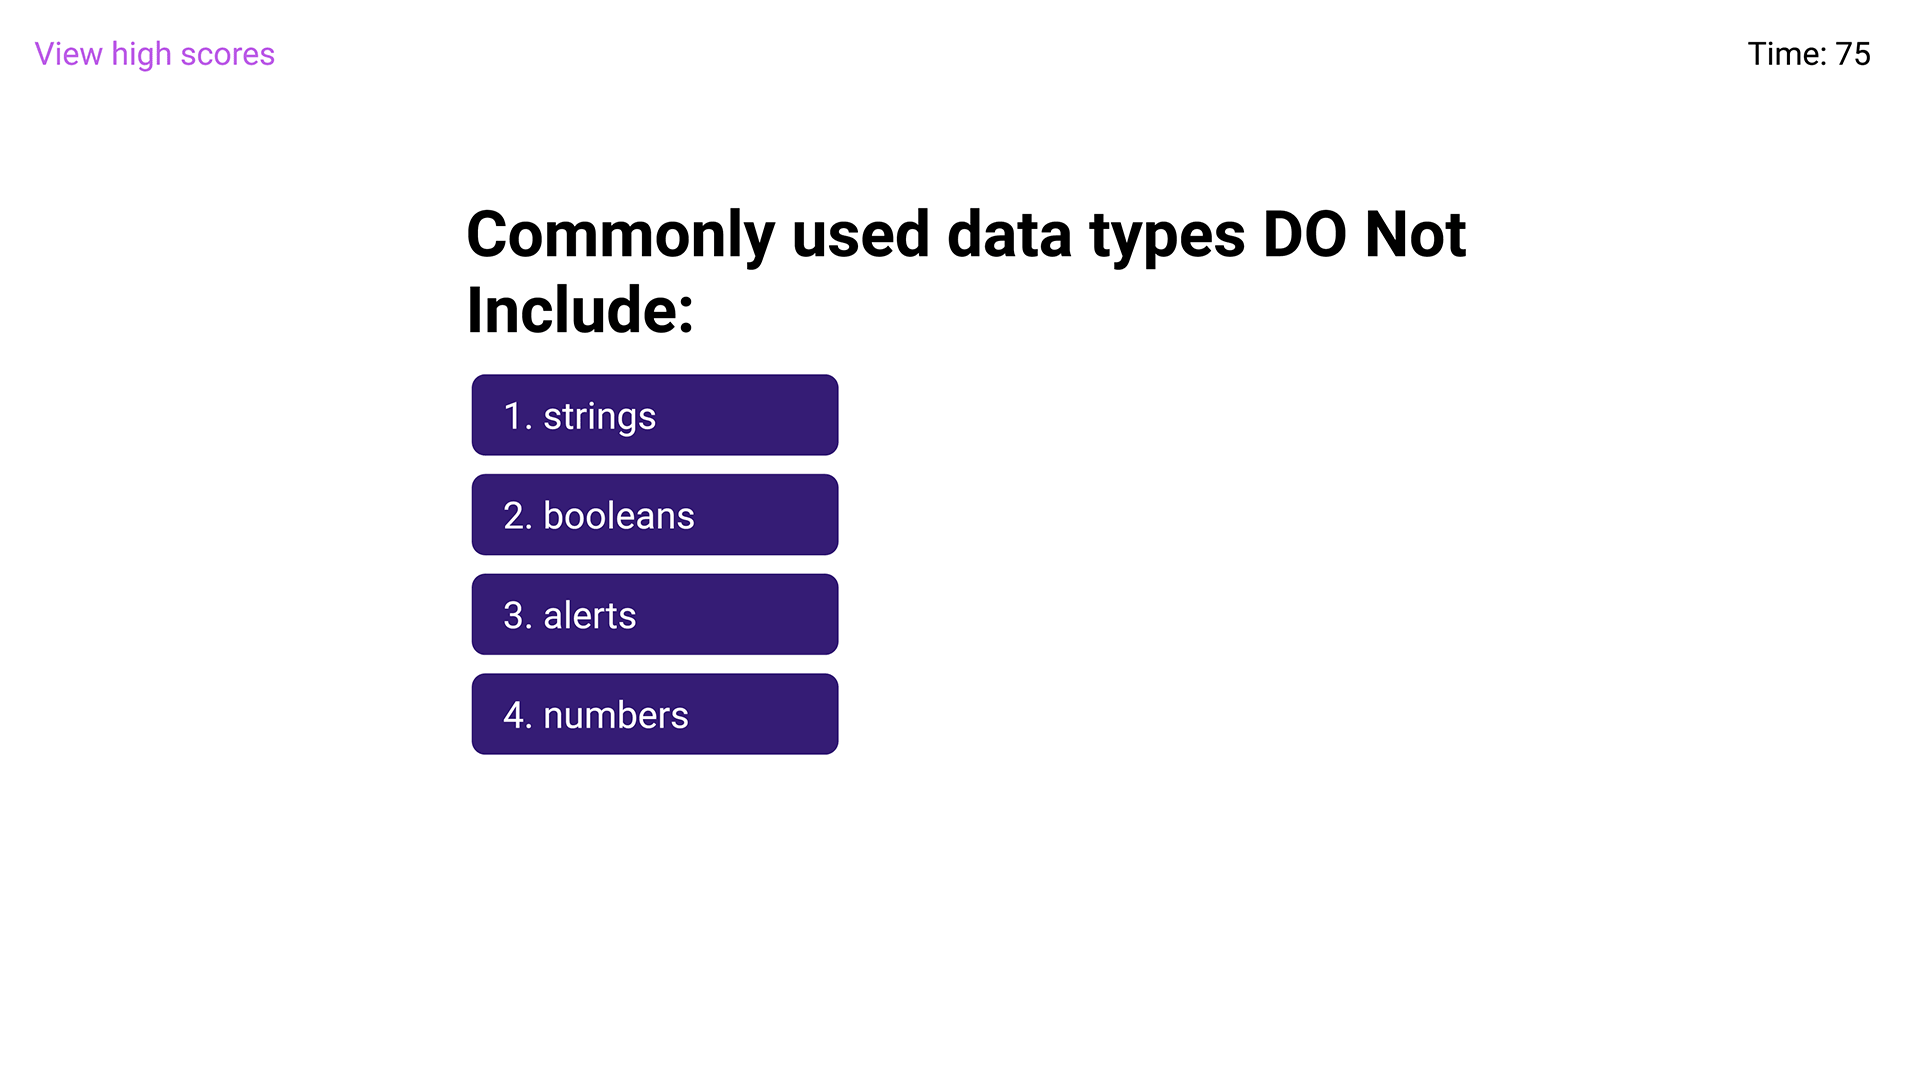 View high scores
Time: 75
Commonly used data types DO Not
Include:
1. strings
2. booleans
3. alerts
4. numbers